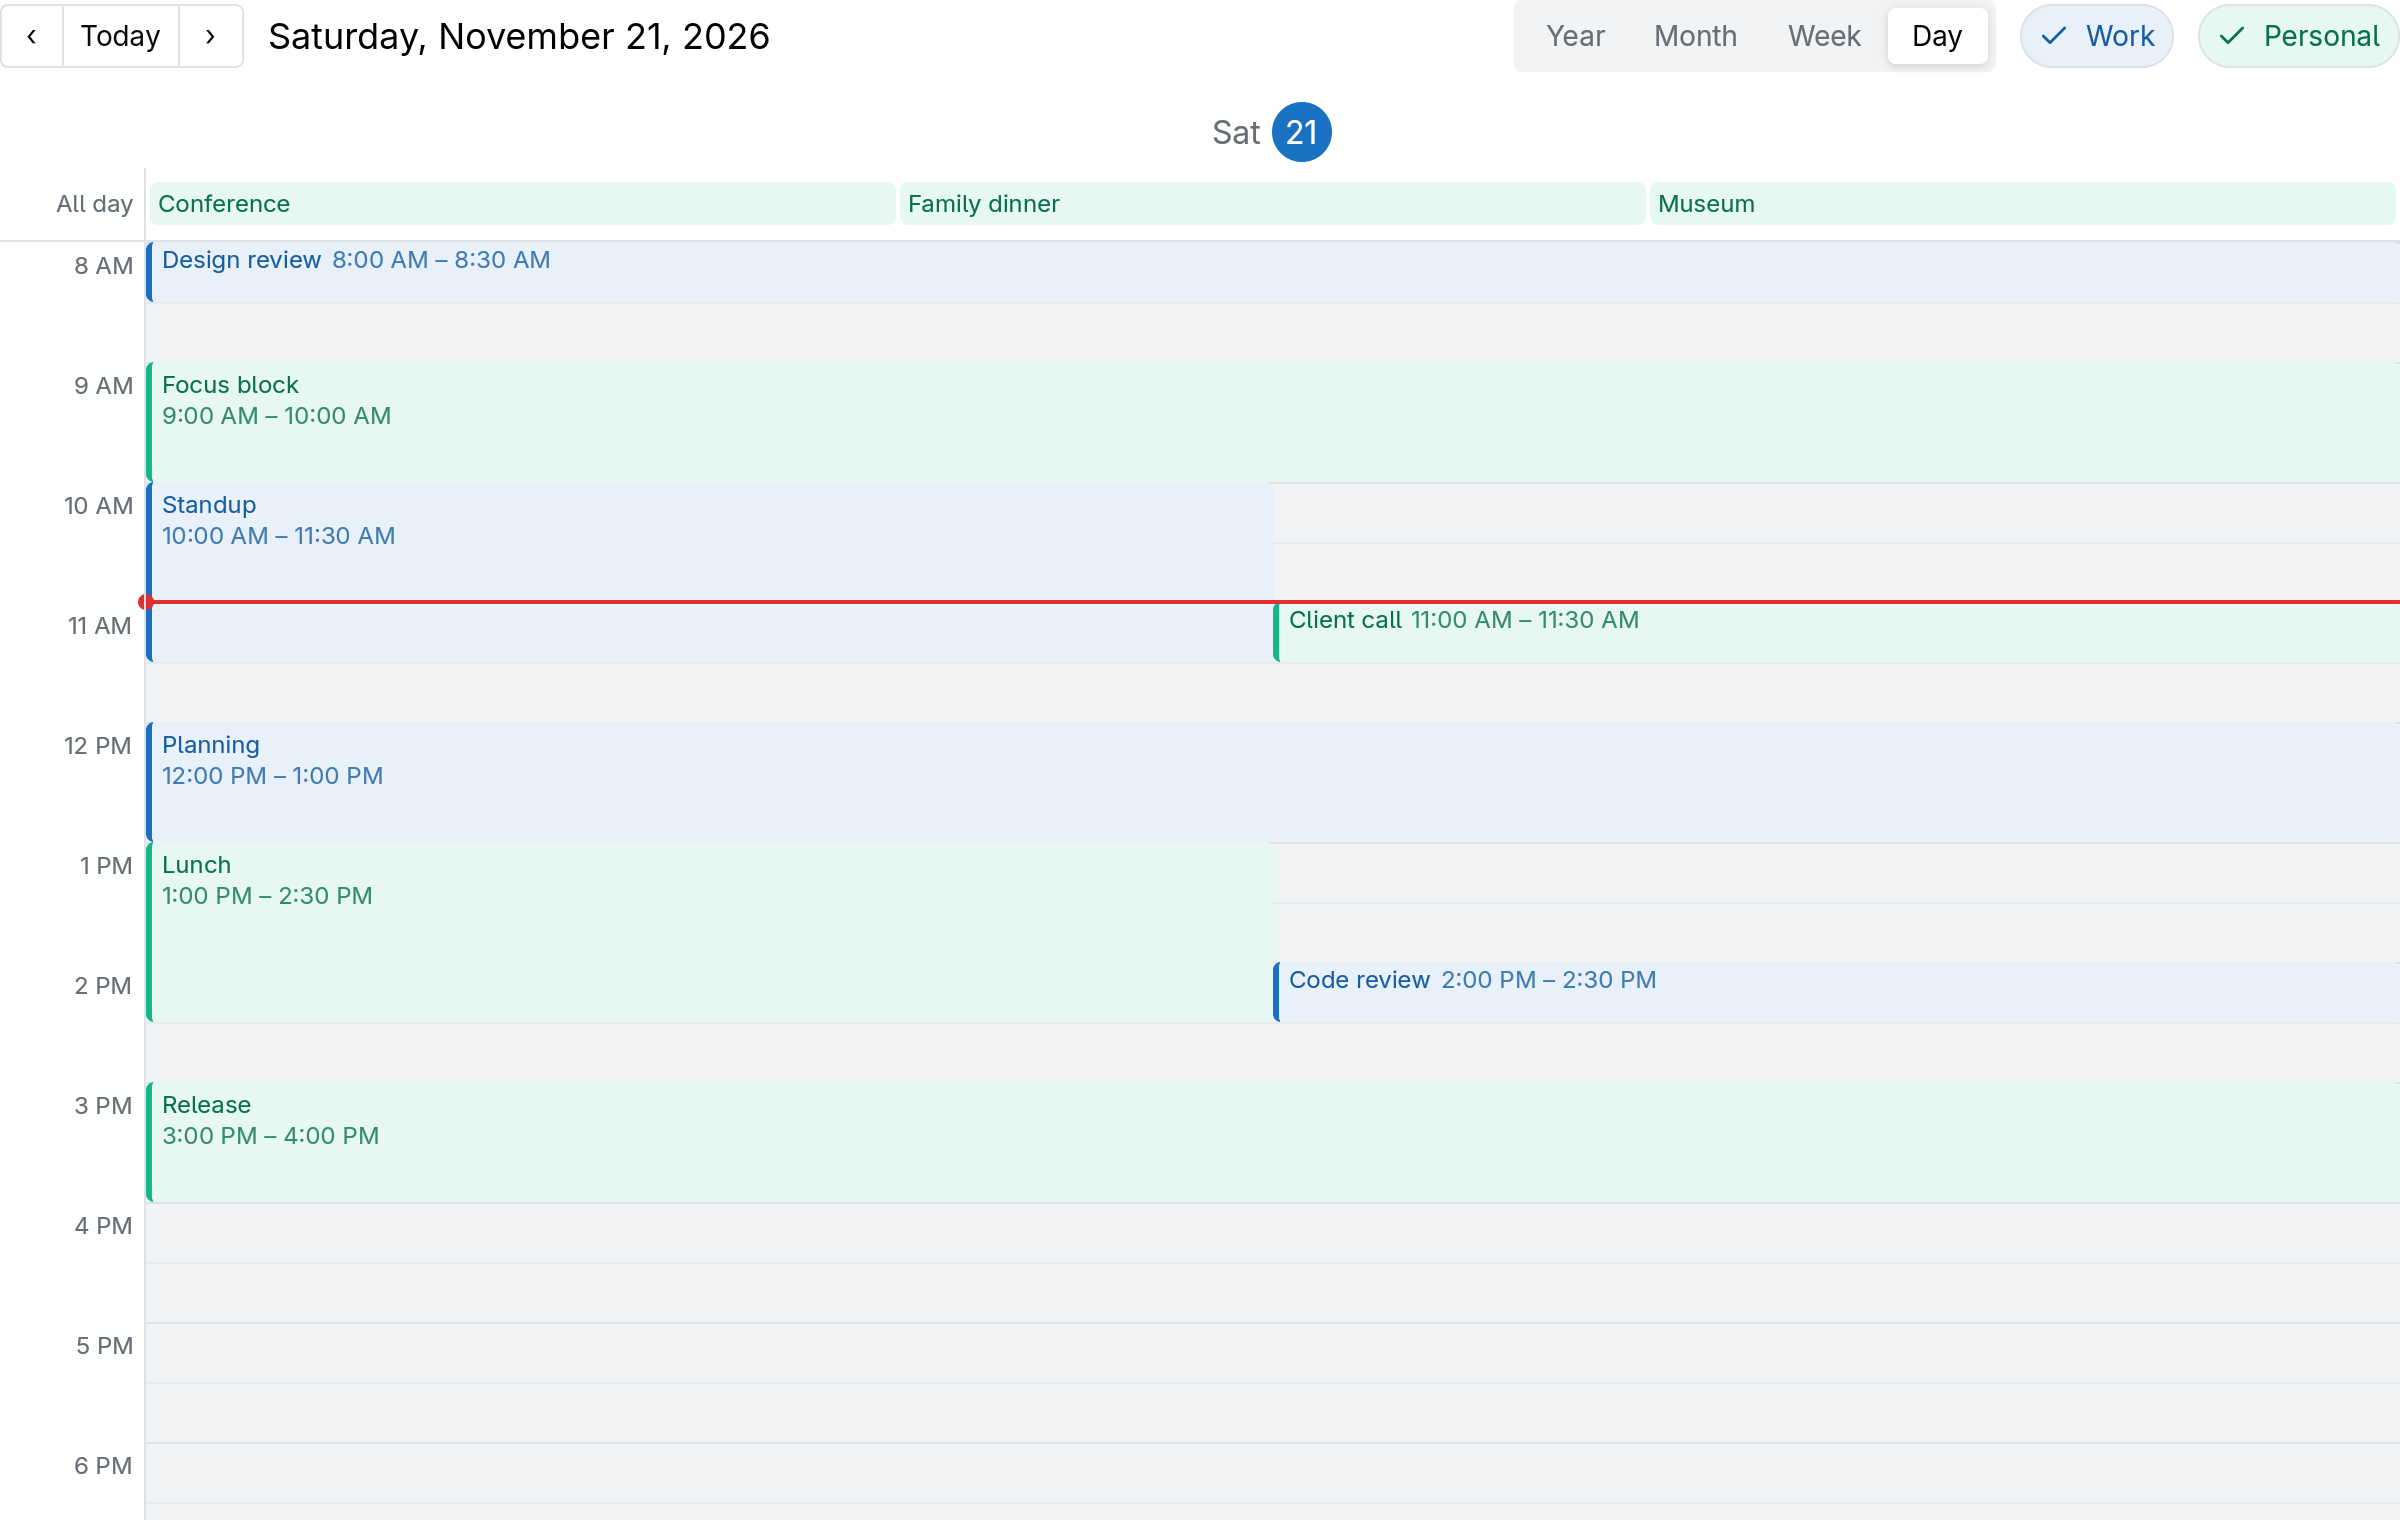 ‹ Today › Saturday, November 21, 2026 Year Month Week Day Work Personal
Sat 21
All day Conference Family dinner Museum
8 AM Design review 8:00 AM – 8:30 AM
9 AM Focus block
9:00 AM – 10:00 AM
10 AM Standup
10:00 AM – 11:30 AM
11 AM Client call 11:00 AM – 11:30 AM
12 PM Planning
12:00 PM – 1:00 PM
1 PM Lunch
1:00 PM – 2:30 PM
2 PM Code review 2:00 PM – 2:30 PM
3 PM Release
3:00 PM – 4:00 PM
4 PM
5 PM
6 PM